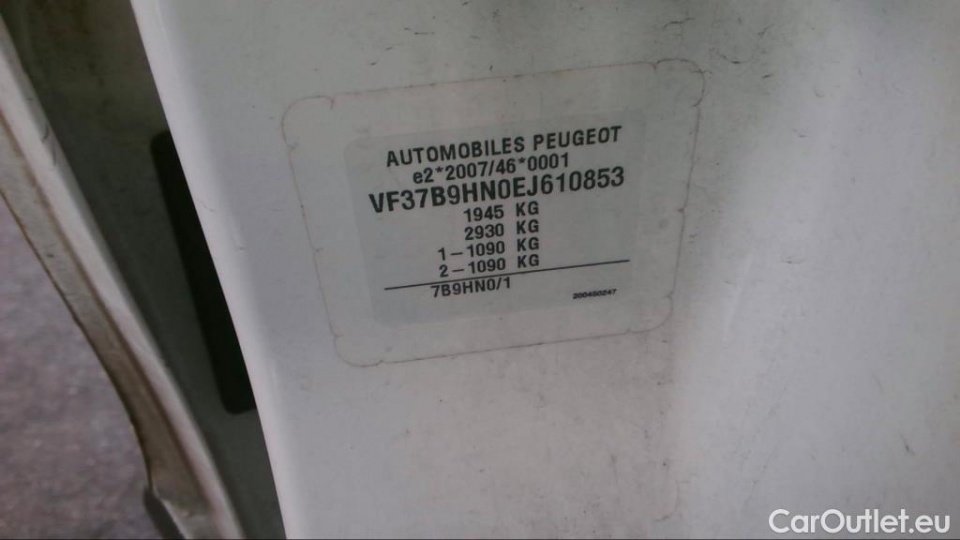 AUTOMOBILES PEUGEOT
e2*2007/46*0001
VF37B9HN0EJ610853
1945 KG
2930 KG
1-1090 KG
2-1090 KG
7B9HN0/1
200450247
CarOutlet.eu